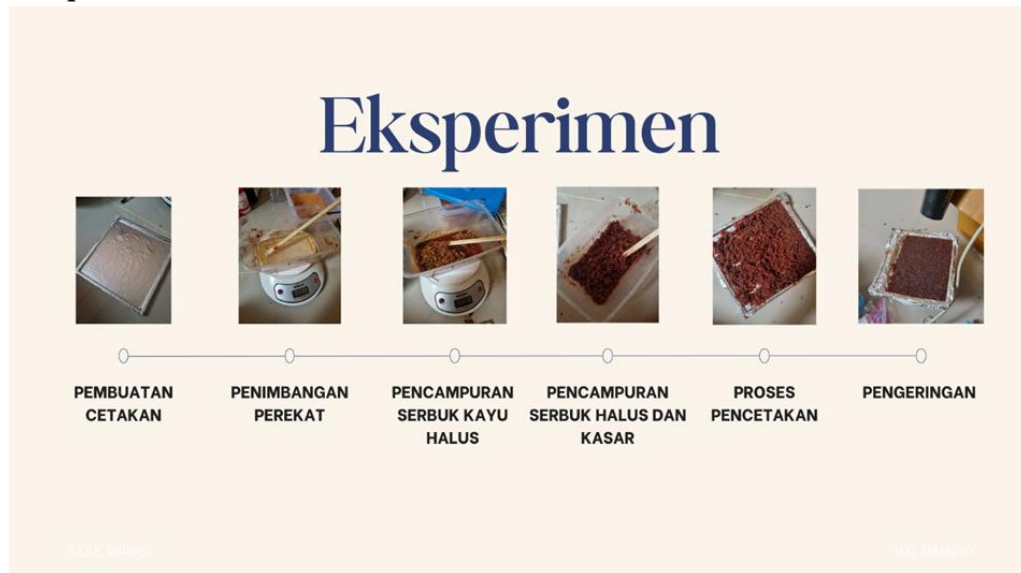 Eksperimen
PEMBUATAN
CETAKAN
PENIMBANGAN
PEREKAT
PENCAMPURAN
SERBUK KAYU
HALUS
PENCAMPURAN
SERBUK HALUS DAN
KASAR
PROSES
PENCETAKAN
PENGERINGAN